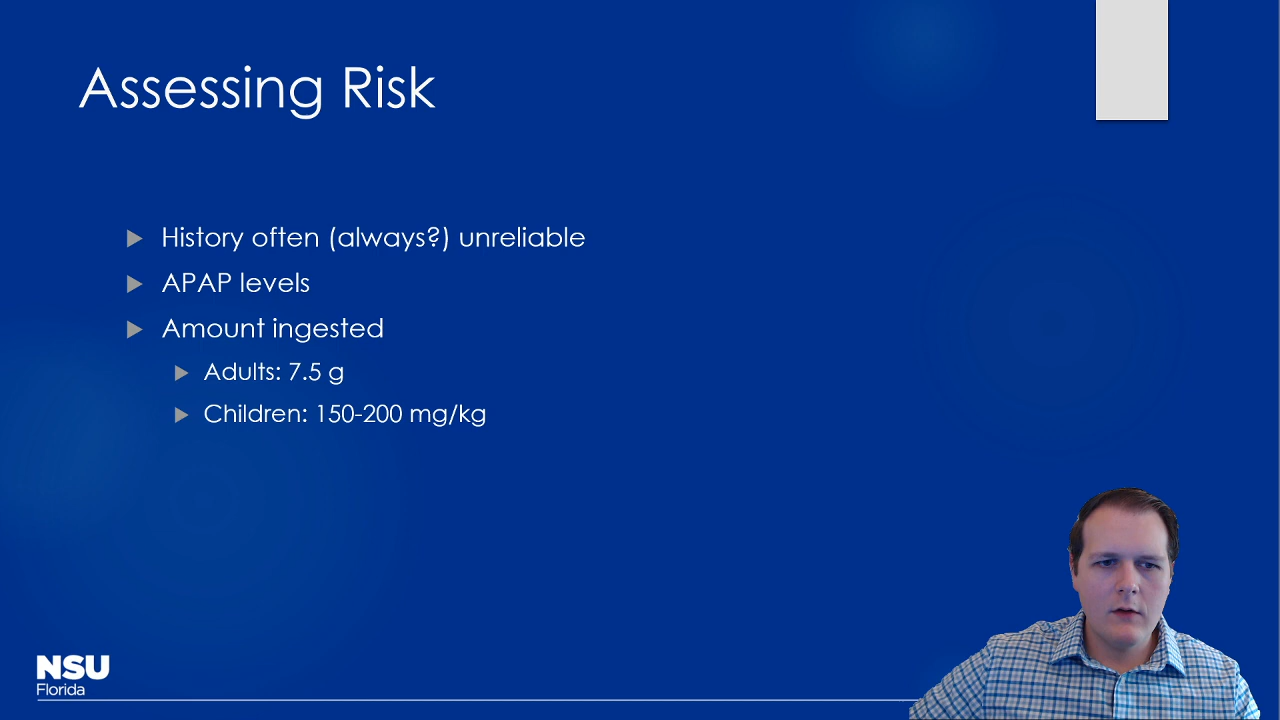 Assessing Risk
History often (always?) unreliable
APAP levels
Amount ingested
Adults: 7.5 g
Children: 150-200 mg/kg
NSU
Florida